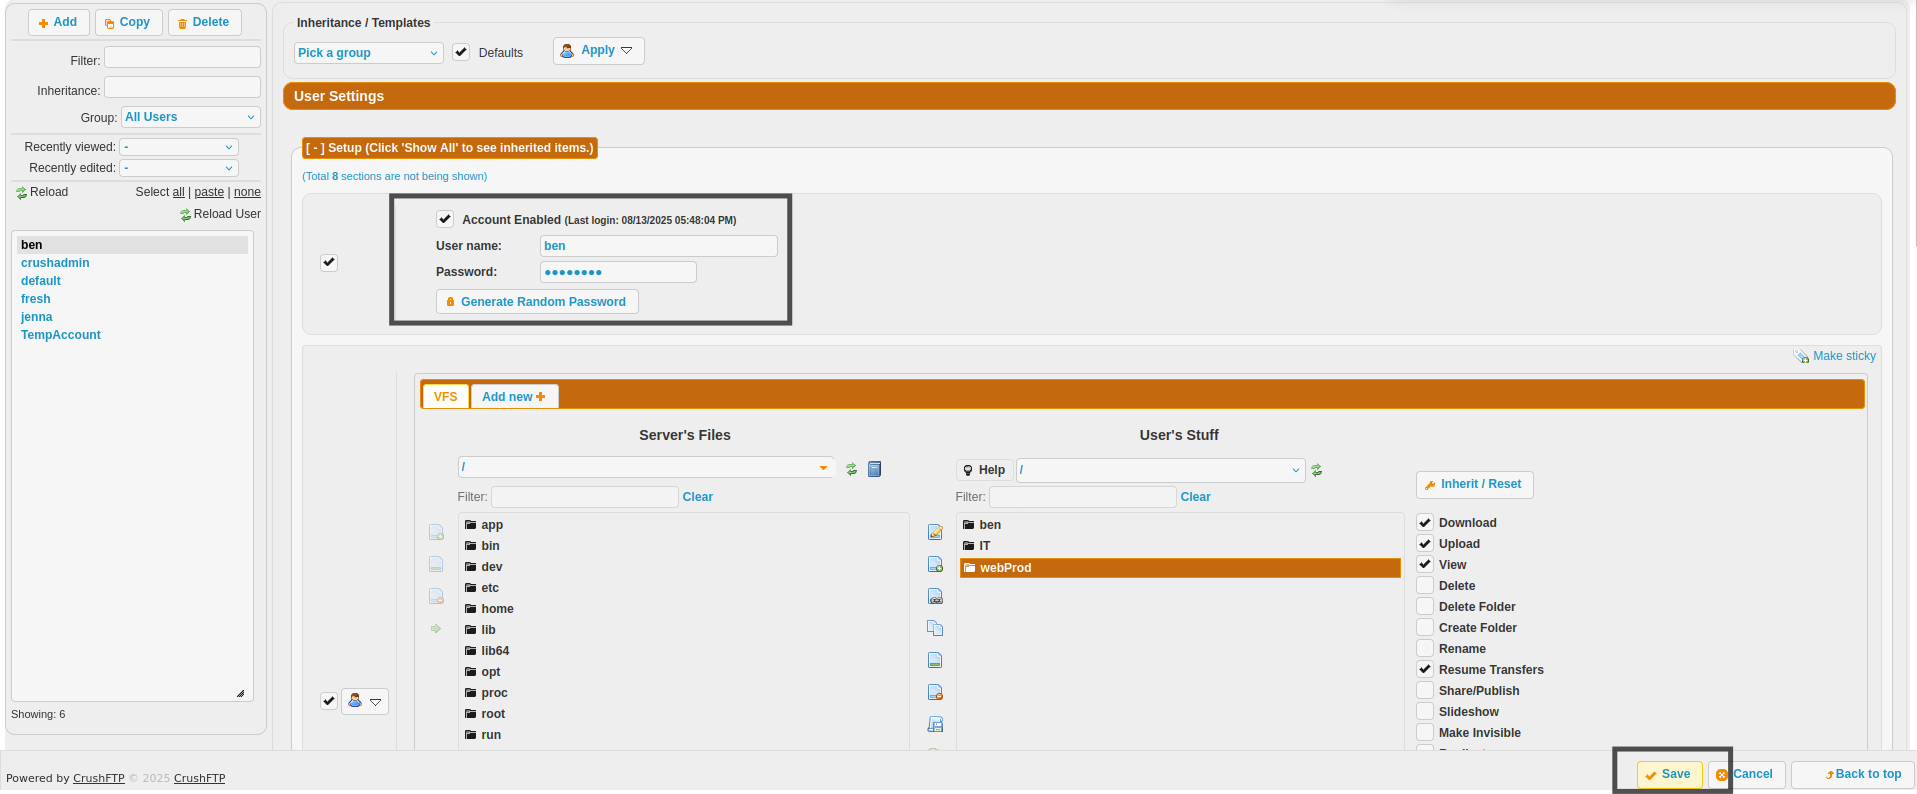 Add Copy Delete
Filter:
Inheritance:
Group: All Users
Recently viewed: -
Recently edited: -
Reload Select all | paste | none
Reload User
ben
crushadmin
default
fresh
jenna
TempAccount
Showing: 6
Inheritance / Templates
Pick a group Defaults Apply
User Settings
[ - ] Setup (Click 'Show All' to see inherited items.)
(Total 8 sections are not being shown)
Account Enabled (Last login: 08/13/2025 05:48:04 PM)
User name: ben
Password: ●●●●●●●●
Generate Random Password
Make sticky
VFS Add new
Server's Files
/
Filter: Clear
app
bin
dev
etc
home
lib
lib64
opt
proc
root
run
User's Stuff
Help /
Filter: Clear
ben
IT
webProd
Inherit / Reset
Download
Upload
View
Delete
Delete Folder
Create Folder
Rename
Resume Transfers
Share/Publish
Slideshow
Make Invisible
Powered by CrushFTP © 2025 CrushFTP
Save Cancel Back to top